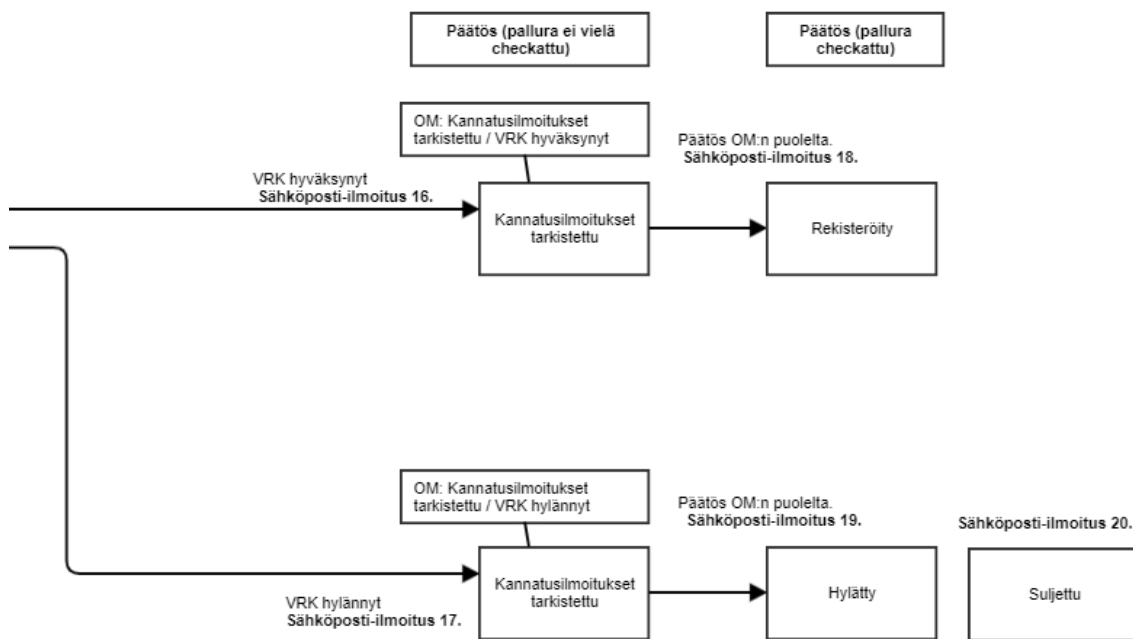 Päätös (pallura ei vielä
checkattu)
Päätös (pallura
checkattu)
OM: Kannatusilmoitukset
tarkistettu / VRK hyväksynyt
Päätös OM:n puolelta.
Sähköposti-ilmoitus 18.
VRK hyväksynyt
Sähköposti-ilmoitus 16.
Kannatusilmoitukset
tarkistettu
Rekisteröity
OM: Kannatusilmoitukset
tarkistettu / VRK hylännyt
Päätös OM:n puolelta.
Sähköposti-ilmoitus 19.
Sähköposti-ilmoitus 20.
VRK hylännyt
Sähköposti-ilmoitus 17.
Kannatusilmoitukset
tarkistettu
Hylätty
Suljettu